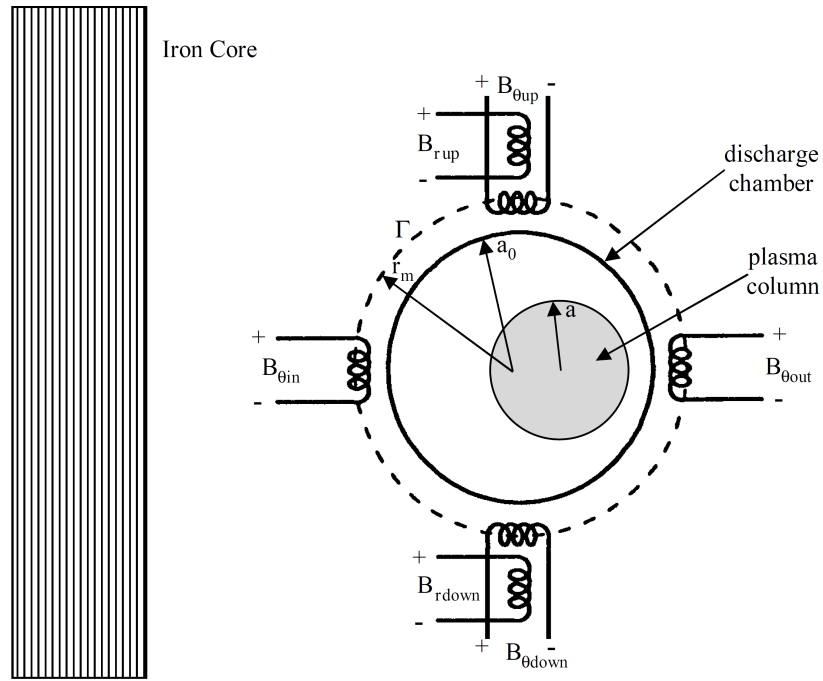 Iron Core
+ Bθup -
+
Br up
-
discharge
chamber
Γ
a0
rm
plasma
column
a
+
Bθin
-
+
Bθout
-
+
Br down
-
+ Bθdown -